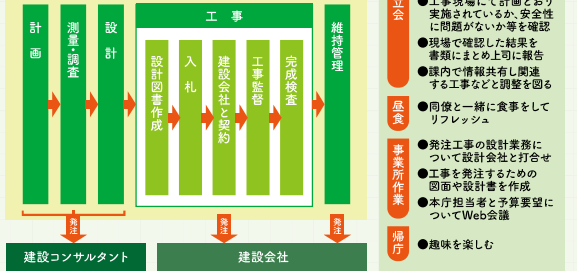 計画
測量・調査
設計
工事
設計図書作成
入札
建設会社と契約
工事監督
完成検査
維持管理
発注
発注
発注
建設コンサルタント
建設会社
立会
●工事現場にて計画どおり
実施されているか、安全性
に問題がないか等を確認
●現場で確認した結果を
書類にまとめ上司に報告
●課内で情報共有し関連
する工事などと調整を図る
昼食
●同僚と一緒に食事をして
リフレッシュ
事業所作業
●発注工事の設計業務に
ついて設計会社と打合せ
●工事を発注するための
図面や設計書を作成
●本庁担当者と予算要望に
ついてWeb会議
帰庁
●趣味を楽しむ